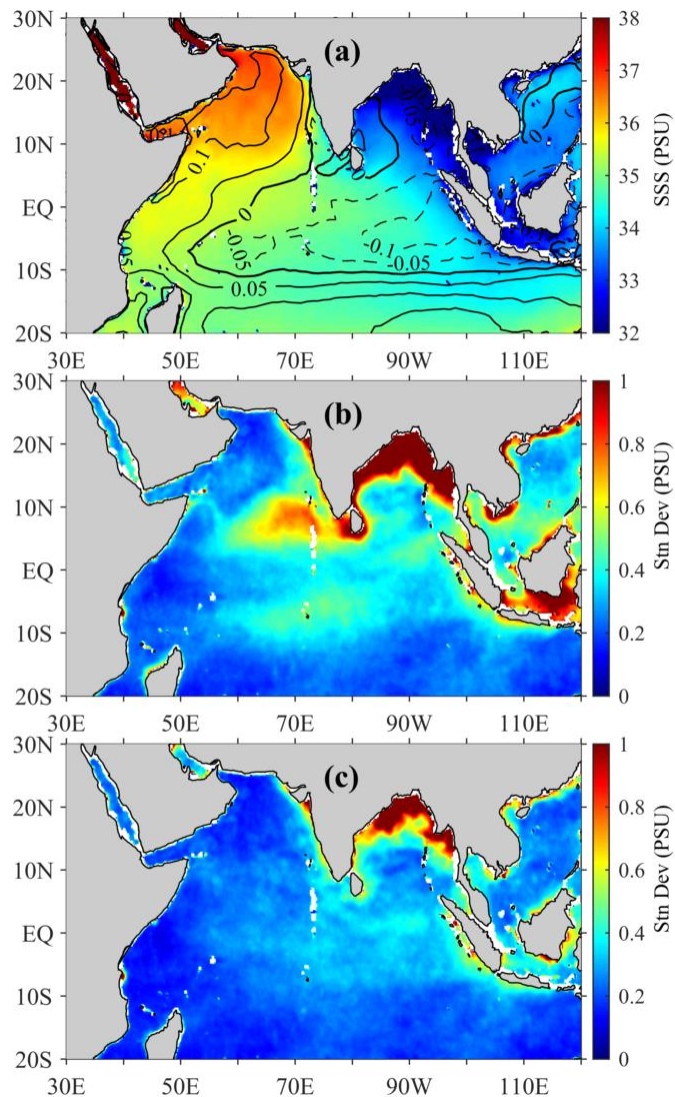 30N
20N
10N
EQ
10S
20S
30E
50E
70E
90W
110E
(a)
0.1
0.1
0
0
0
-0.05
-0.1
-0.05
0.05
0.05
38
37
36
35
34
33
32
SSS (PSU)
30N
20N
10N
EQ
10S
20S
30E
50E
70E
90W
110E
(b)
1
0.8
0.6
0.4
0.2
0
Stn Dev (PSU)
30N
20N
10N
EQ
10S
20S
30E
50E
70E
90W
110E
(c)
1
0.8
0.6
0.4
0.2
0
Stn Dev (PSU)